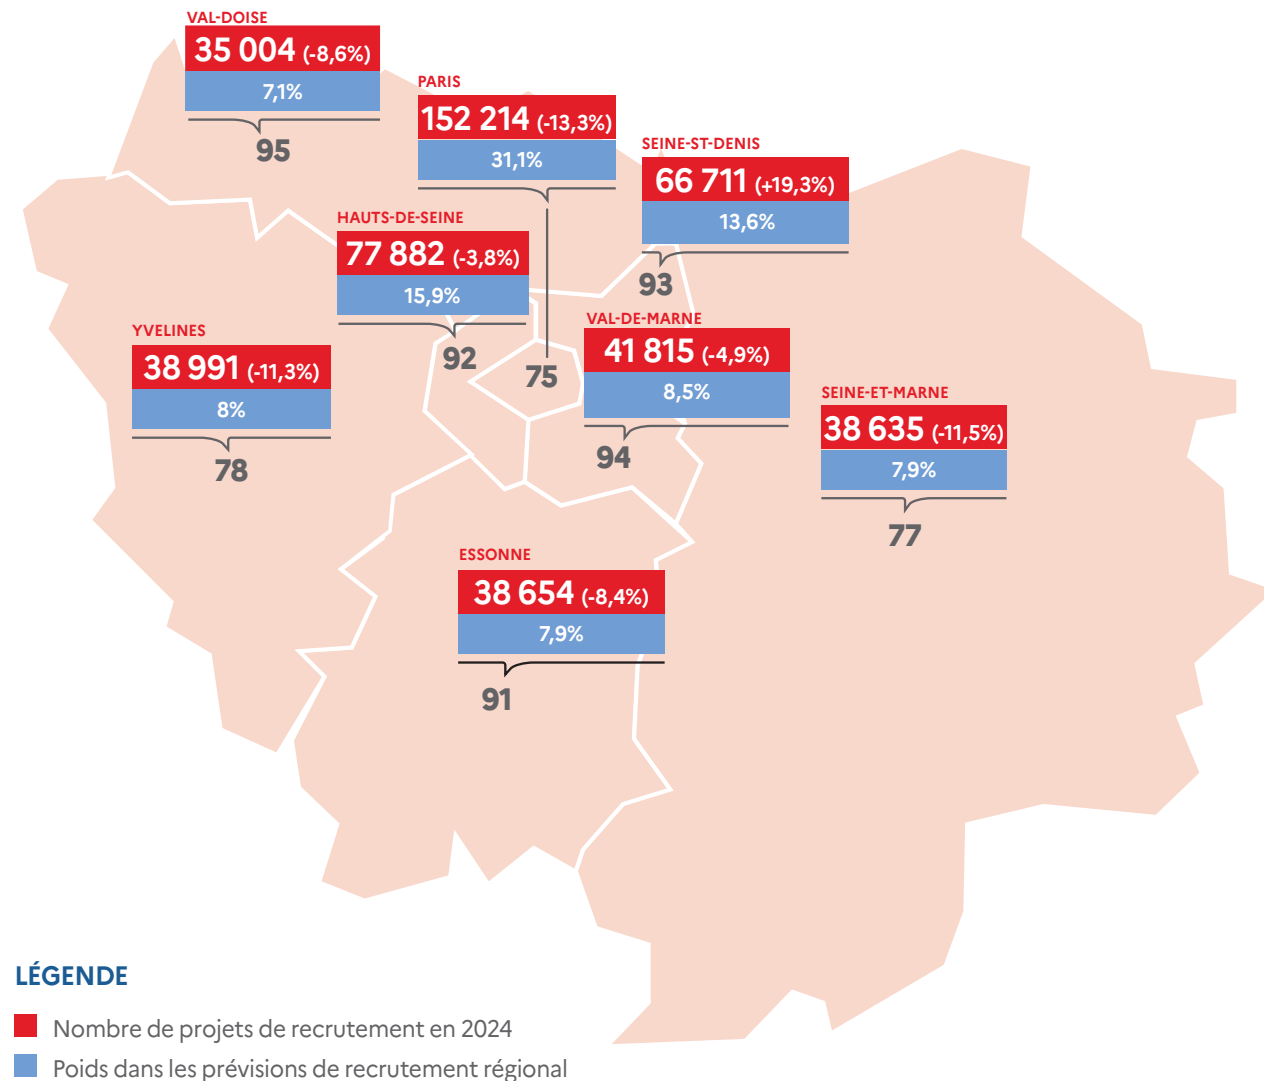 VAL-DOISE
35 004 (-8,6%)
7,1%
95
PARIS
152 214 (-13,3%)
31,1%
75
SEINE-ST-DENIS
66 711 (+19,3%)
13,6%
93
HAUTS-DE-SEINE
77 882 (-3,8%)
15,9%
92
VAL-DE-MARNE
41 815 (-4,9%)
8,5%
94
YVELINES
38 991 (-11,3%)
8%
78
SEINE-ET-MARNE
38 635 (-11,5%)
7,9%
77
ESSONNE
38 654 (-8,4%)
7,9%
91
LÉGENDE
Nombre de projets de recrutement en 2024
Poids dans les prévisions de recrutement régional